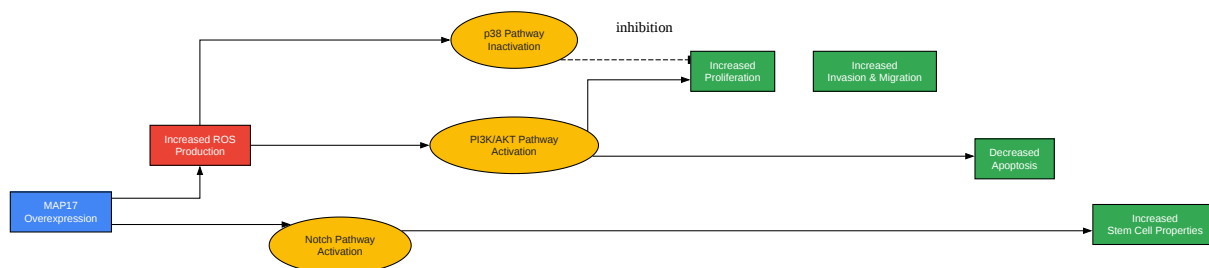 p38 Pathway
Inactivation
inhibition
Increased
Proliferation
Increased
Invasion & Migration
Increased ROS
Production
PI3K/AKT Pathway
Activation
Decreased
Apoptosis
MAP17
Overexpression
Notch Pathway
Activation
Increased
Stem Cell Properties